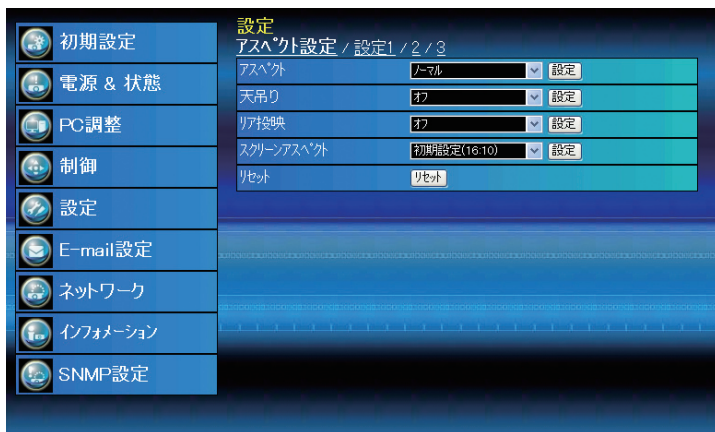 初期設定
電源 & 状態
PC調整
制御
設定
E-mail設定
ネットワーク
インフォメーション
SNMP設定
設定
アスペクト設定 / 設定1 / 2 / 3
アスペクト ノーマル 設定
天吊り オフ 設定
リア投映 オフ 設定
スクリーンアスペクト 初期設定(16:10) 設定
リセット リセット